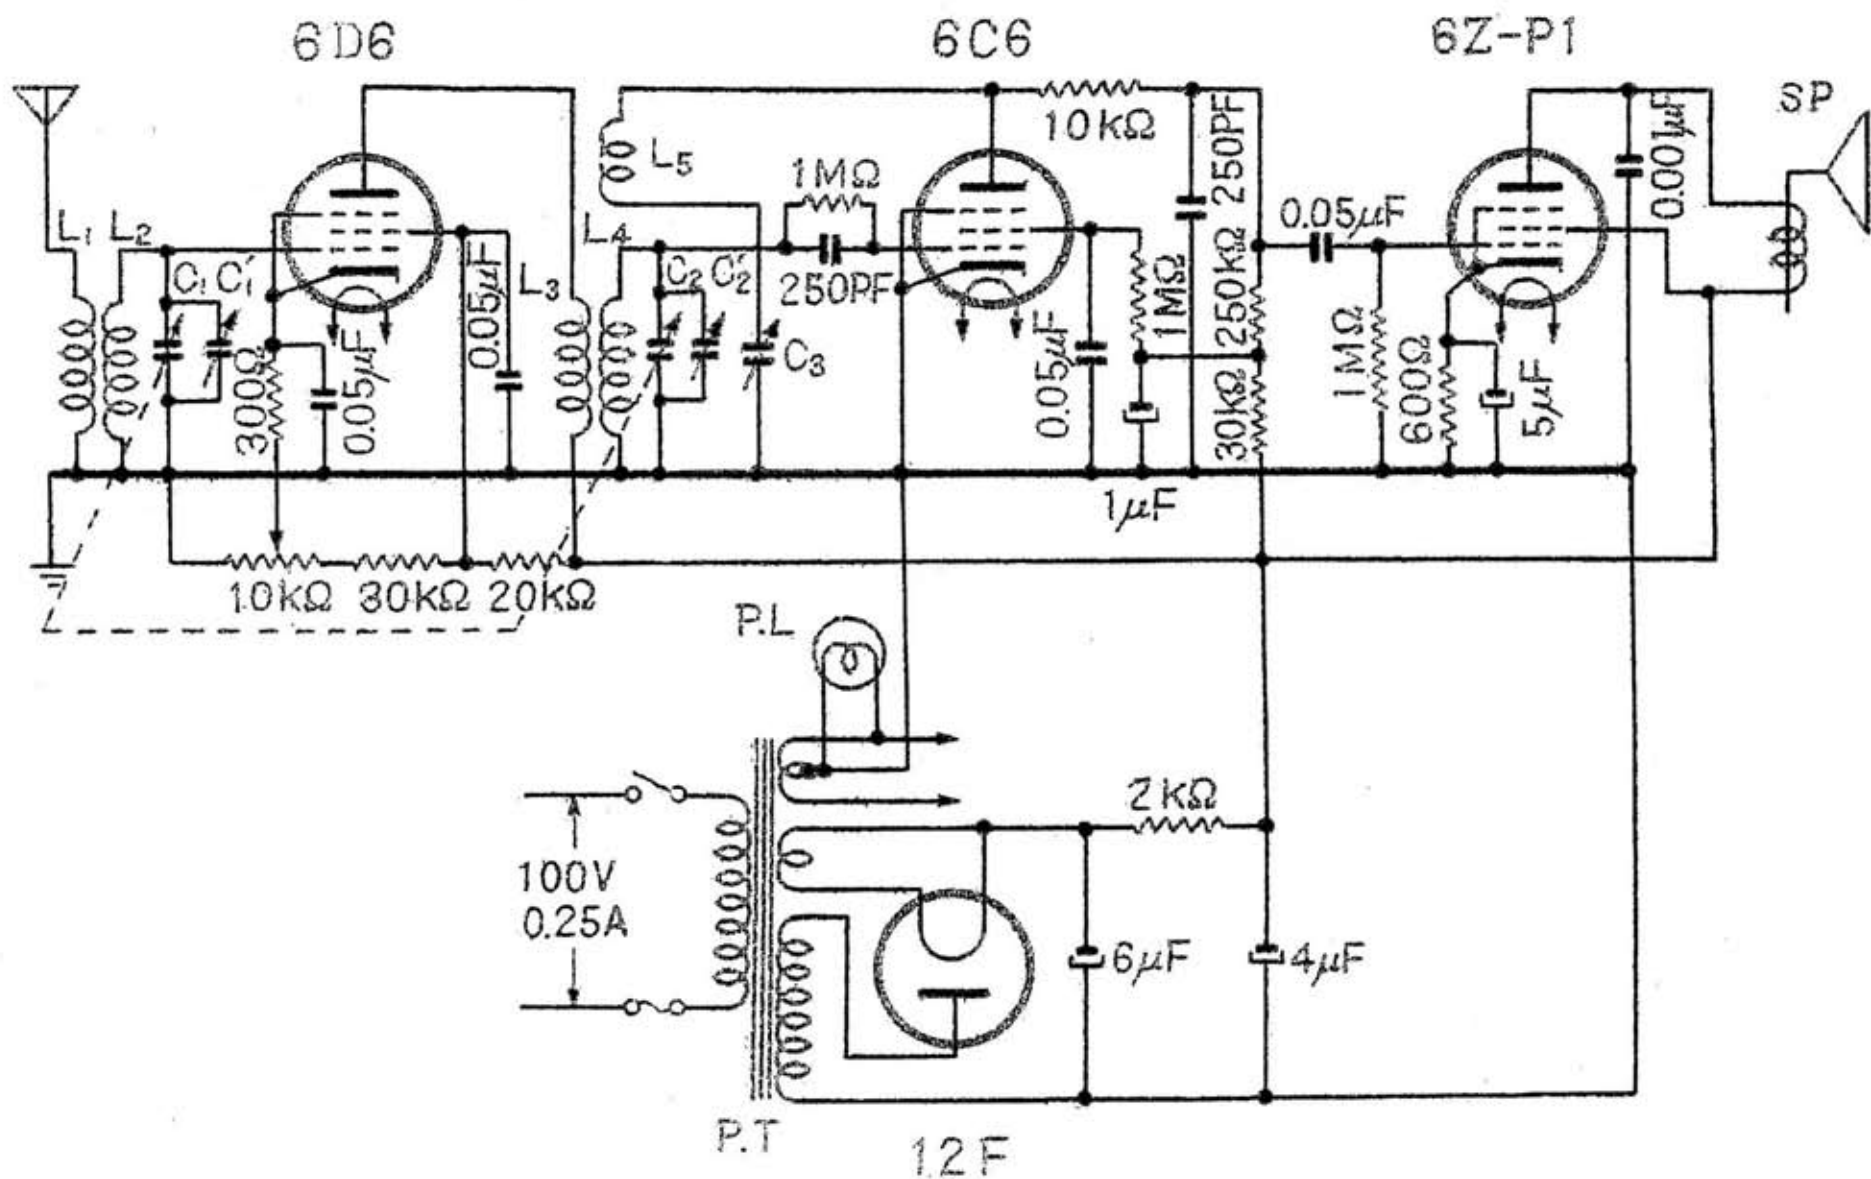 6D6
6C6
6Z-P1
SP
10kΩ
250PF
0.001μF
L5
1MΩ
0.05μF
L1
L2
L4
C1
C1'
0.05μF
L3
C2
C2'
250PF
1MΩ
250kΩ
C3
300Ω
0.05μF
0.05μF
30kΩ
1MΩ
600Ω
5μF
1μF
10kΩ
30kΩ
20kΩ
P.L
2kΩ
100V
0.25A
6μF
4μF
P.T
12F